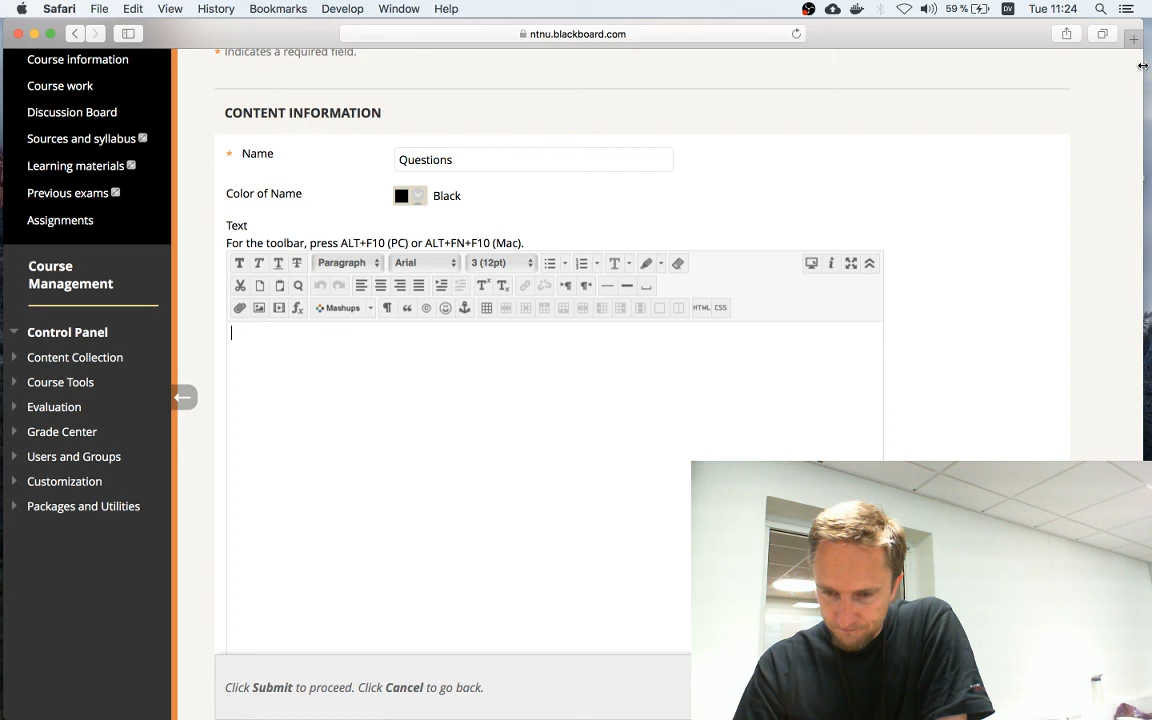 Safari File Edit View History Bookmarks Develop Window Help 59 % DV Tue 11:24
ntnu.blackboard.com
Course information
Course work
Discussion Board
Sources and syllabus
Learning materials
Previous exams
Assignments
Course
Management
Control Panel
Content Collection
Course Tools
Evaluation
Grade Center
Users and Groups
Customization
Packages and Utilities
* Indicates a required field.
CONTENT INFORMATION
* Name Questions
Color of Name Black
Text
For the toolbar, press ALT+F10 (PC) or ALT+FN+F10 (Mac).
T T T T Paragraph Arial 3 (12pt) T
Mashups HTML CSS
Click Submit to proceed. Click Cancel to go back.